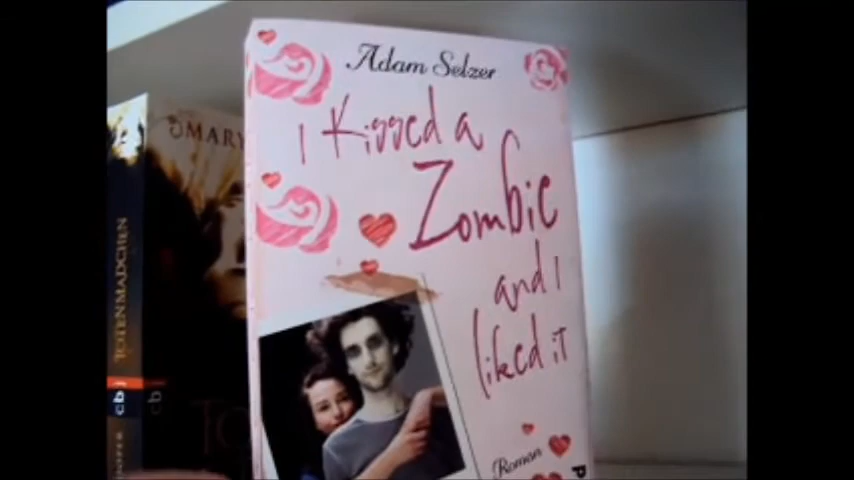 Adam Selzer
I Kissed a
Zombie
and I
liked it
Roman
P
MARY
TOTENMÄDCHEN
cbj
cbj